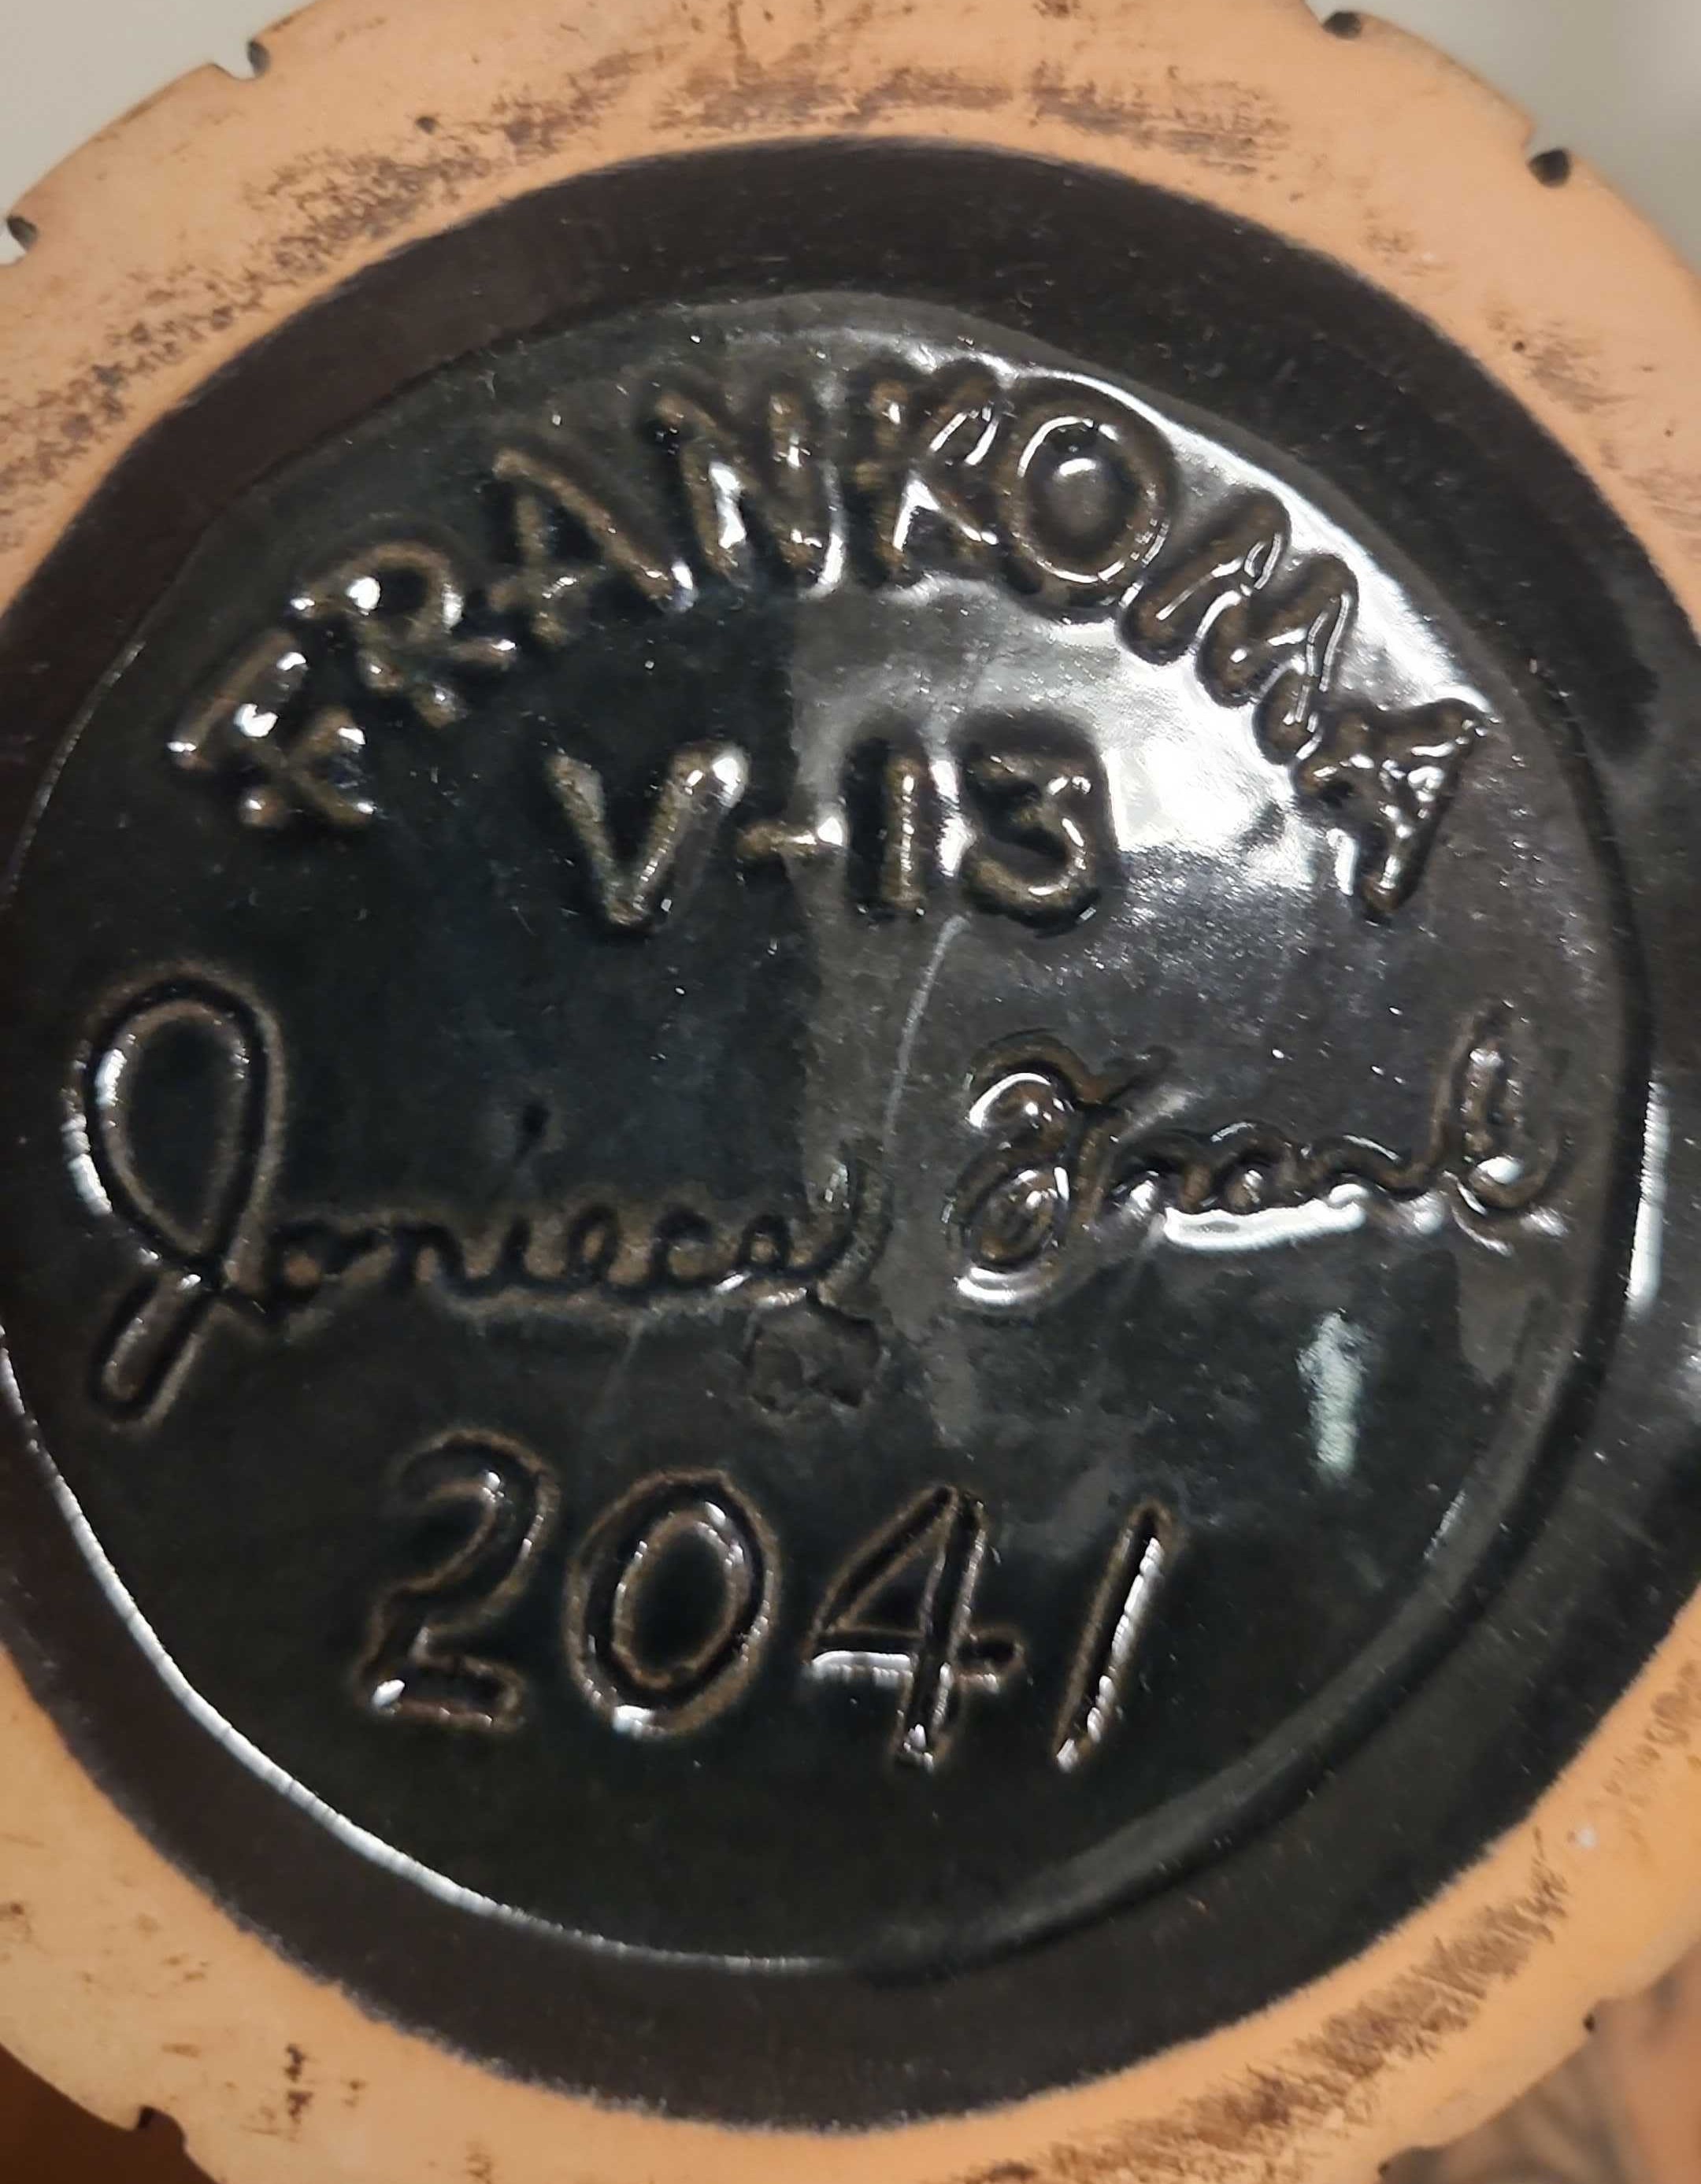 FRANKOMA
V-13
Joniece Frank
2041